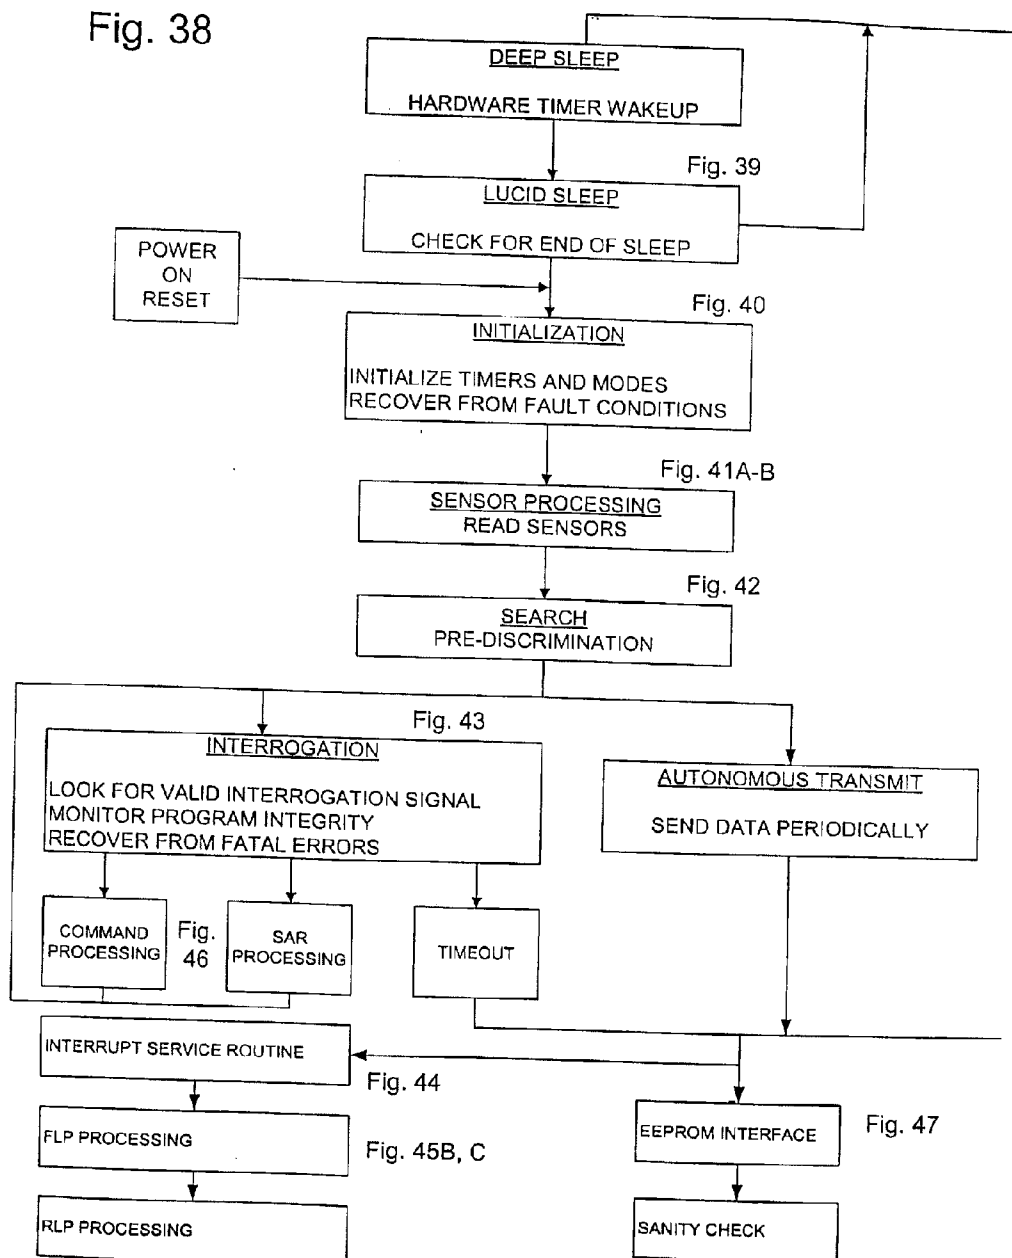 Fig. 38
DEEP SLEEP
HARDWARE TIMER WAKEUP
Fig. 39
LUCID SLEEP
CHECK FOR END OF SLEEP
POWER
ON
RESET
Fig. 40
INITIALIZATION
INITIALIZE TIMERS AND MODES
RECOVER FROM FAULT CONDITIONS
Fig. 41A-B
SENSOR PROCESSING
READ SENSORS
Fig. 42
SEARCH
PRE-DISCRIMINATION
Fig. 43
INTERROGATION
LOOK FOR VALID INTERROGATION SIGNAL
MONITOR PROGRAM INTEGRITY
RECOVER FROM FATAL ERRORS
AUTONOMOUS TRANSMIT
SEND DATA PERIODICALLY
COMMAND
PROCESSING
Fig.
46
SAR
PROCESSING
TIMEOUT
INTERRUPT SERVICE ROUTINE
Fig. 44
FLP PROCESSING
Fig. 45B, C
RLP PROCESSING
EEPROM INTERFACE
Fig. 47
SANITY CHECK